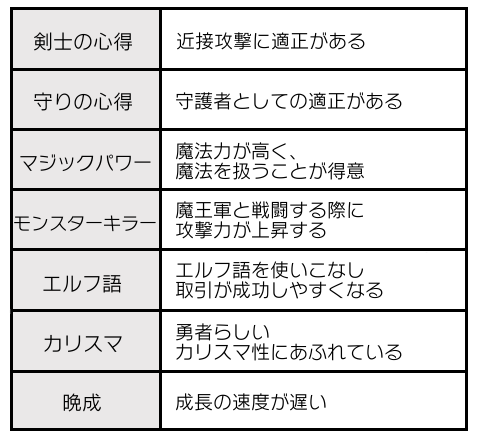 剣士の心得
近接攻撃に適正がある
守りの心得
守護者としての適正がある
マジックパワー
魔法力が高く、
魔法を扱うことが得意
モンスターキラー
魔王軍と戦闘する際に
攻撃力が上昇する
エルフ語
エルフ語を使いこなし
取引が成功しやすくなる
カリスマ
勇者らしい
カリスマ性にあふれている
晩成
成長の速度が遅い